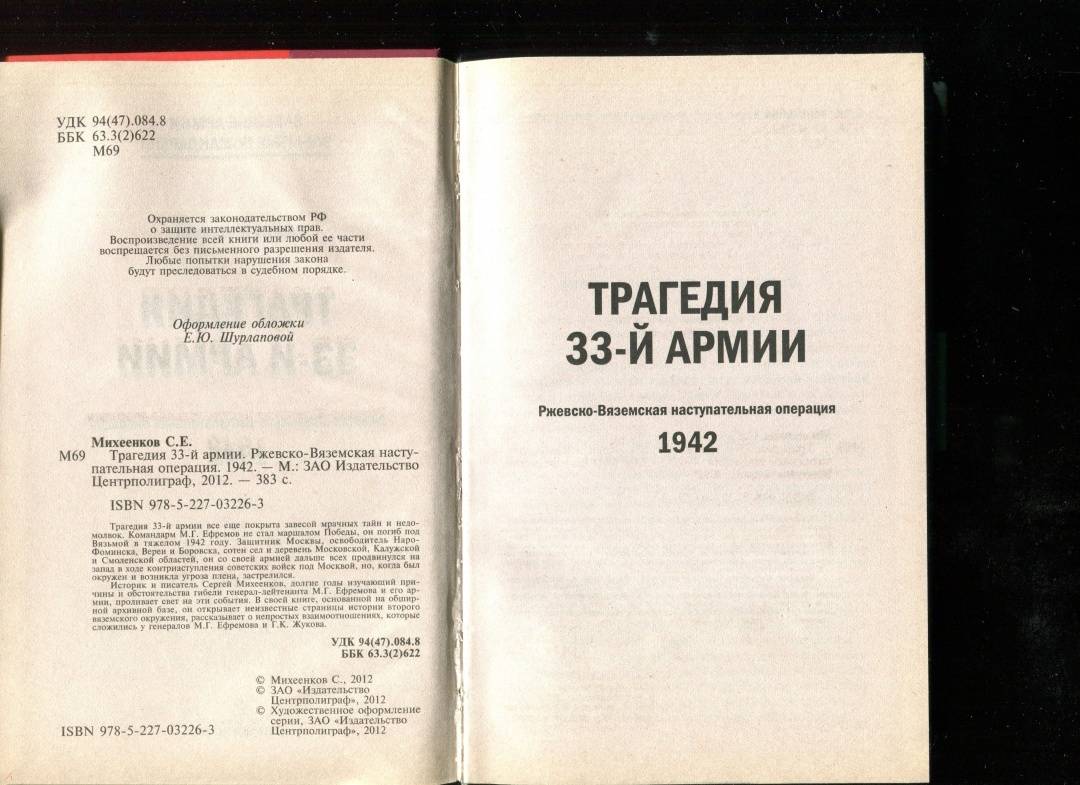 УДК 94(47).084.8
ББК 63.3(2)622
М69
Охраняется законодательством РФ
о защите интеллектуальных прав.
Воспроизведение всей книги или любой ее части
воспрещается без письменного разрешения издателя.
Любые попытки нарушения закона
будут преследоваться в судебном порядке.
Оформление обложки
Е.Ю. Шурлаповой
Михеенков С.Е.
М69 Трагедия 33-й армии. Ржевско-Вяземская насту-
пательная операция. 1942. — М.: ЗАО Издательство
Центрполиграф, 2012. — 383 с.
ISBN 978-5-227-03226-3
Трагедия 33-й армии все еще покрыта завесой мрачных тайн и недо-
молвок. Командарм М.Г. Ефремов не стал маршалом Победы, он погиб под
Вязьмой в тяжелом 1942 году. Защитник Москвы, освободитель Наро-
Фоминска, Вереи и Боровска, сотен сел и деревень Московской, Калужской
и Смоленской областей, он со своей армией дальше всех продвинулся на
запад в ходе контрнаступления советских войск под Москвой, но, когда был
окружен и возникла угроза плена, застрелился.
Историк и писатель Сергей Михеенков, долгие годы изучающий при-
чины и обстоятельства гибели генерал-лейтенанта М.Г. Ефремова и его ар-
мии, проливает свет на эти события. В своей книге, основанной на обшир-
ной архивной базе, он открывает неизвестные страницы истории второго
вяземского окружения, рассказывает о непростых взаимоотношениях, которые
сложились у генералов М.Г. Ефремова и Г.К. Жукова.
УДК 94(47).084.8
ББК 63.3(2)622
© Михеенков С., 2012
© ЗАО «Издательство
Центрполиграф», 2012
© Художественное оформление
серии, ЗАО «Издательство
Центрполиграф», 2012
ISBN 978-5-227-03226-3
ТРАГЕДИЯ
33-Й АРМИИ
Ржевско-Вяземская наступательная операция
1942